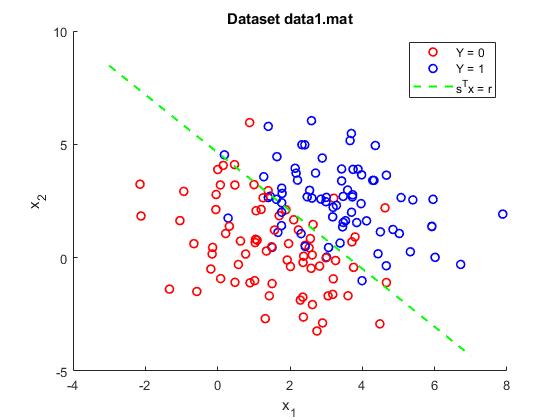 Dataset data1.mat
10
5
0
-5
x2
-4
-2
0
2
4
6
8
x1
Y = 0
Y = 1
sTx = r